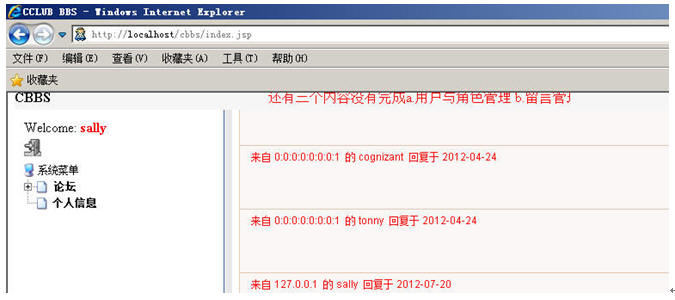 CCLUB BBS - Windows Internet Explorer
http://localhost/cbbs/index.jsp
文件(F) 编辑(E) 查看(V) 收藏夹(A) 工具(T) 帮助(H)
收藏夹
CBBS
还有三个内容没有完成a.用户与角色管理 b.留言管理
Welcome: sally
系统菜单
论坛
个人信息
来自 0:0:0:0:0:0:0:1 的 cognizant 回复于 2012-04-24
来自 0:0:0:0:0:0:0:1 的 tonny 回复于 2012-04-24
来自 127.0.0.1 的 sally 回复于 2012-07-20